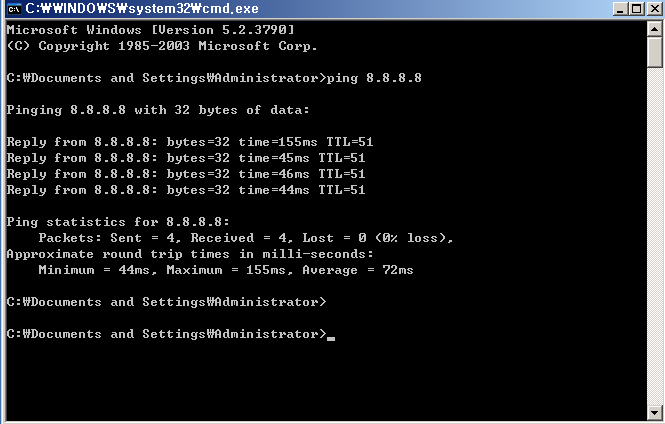 C:₩WINDOWS₩system32₩cmd.exe
Microsoft Windows [Version 5.2.3790]
(C) Copyright 1985-2003 Microsoft Corp.
C:₩Documents and Settings₩Administrator>ping 8.8.8.8
Pinging 8.8.8.8 with 32 bytes of data:
Reply from 8.8.8.8: bytes=32 time=155ms TTL=51
Reply from 8.8.8.8: bytes=32 time=45ms TTL=51
Reply from 8.8.8.8: bytes=32 time=46ms TTL=51
Reply from 8.8.8.8: bytes=32 time=44ms TTL=51
Ping statistics for 8.8.8.8:
    Packets: Sent = 4, Received = 4, Lost = 0 (0% loss),
Approximate round trip times in milli-seconds:
    Minimum = 44ms, Maximum = 155ms, Average = 72ms
C:₩Documents and Settings₩Administrator>
C:₩Documents and Settings₩Administrator>_